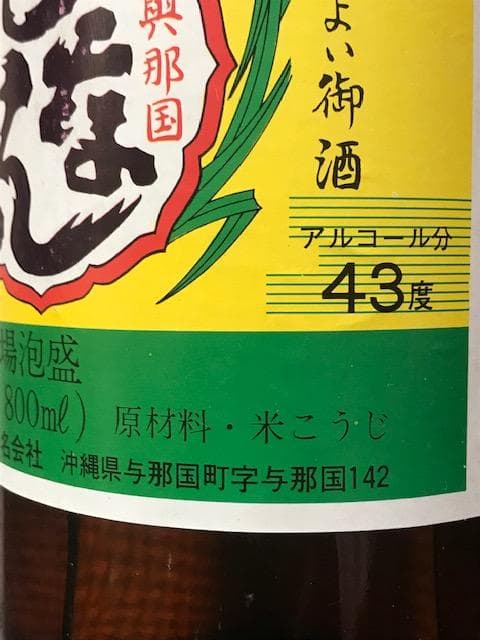 よい御酒
與那国
アルコール分
43度
場泡盛
800mℓ) 原材料・米こうじ
名会社 沖縄県与那国町字与那国142